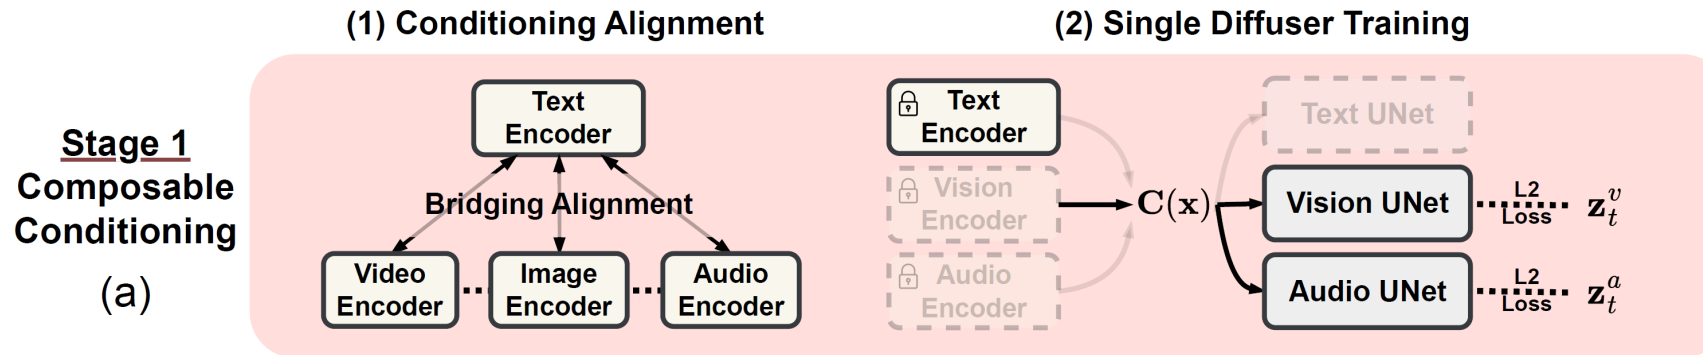 (1) Conditioning Alignment
(2) Single Diffuser Training
Stage 1
Composable
Conditioning
(a)
Text
Encoder
Bridging Alignment
Video
Encoder
Image
Encoder
Audio
Encoder
Text
Encoder
Vision
Encoder
Audio
Encoder
C(x)
Text UNet
Vision UNet
L2
Loss
z_t^v
Audio UNet
L2
Loss
z_t^a